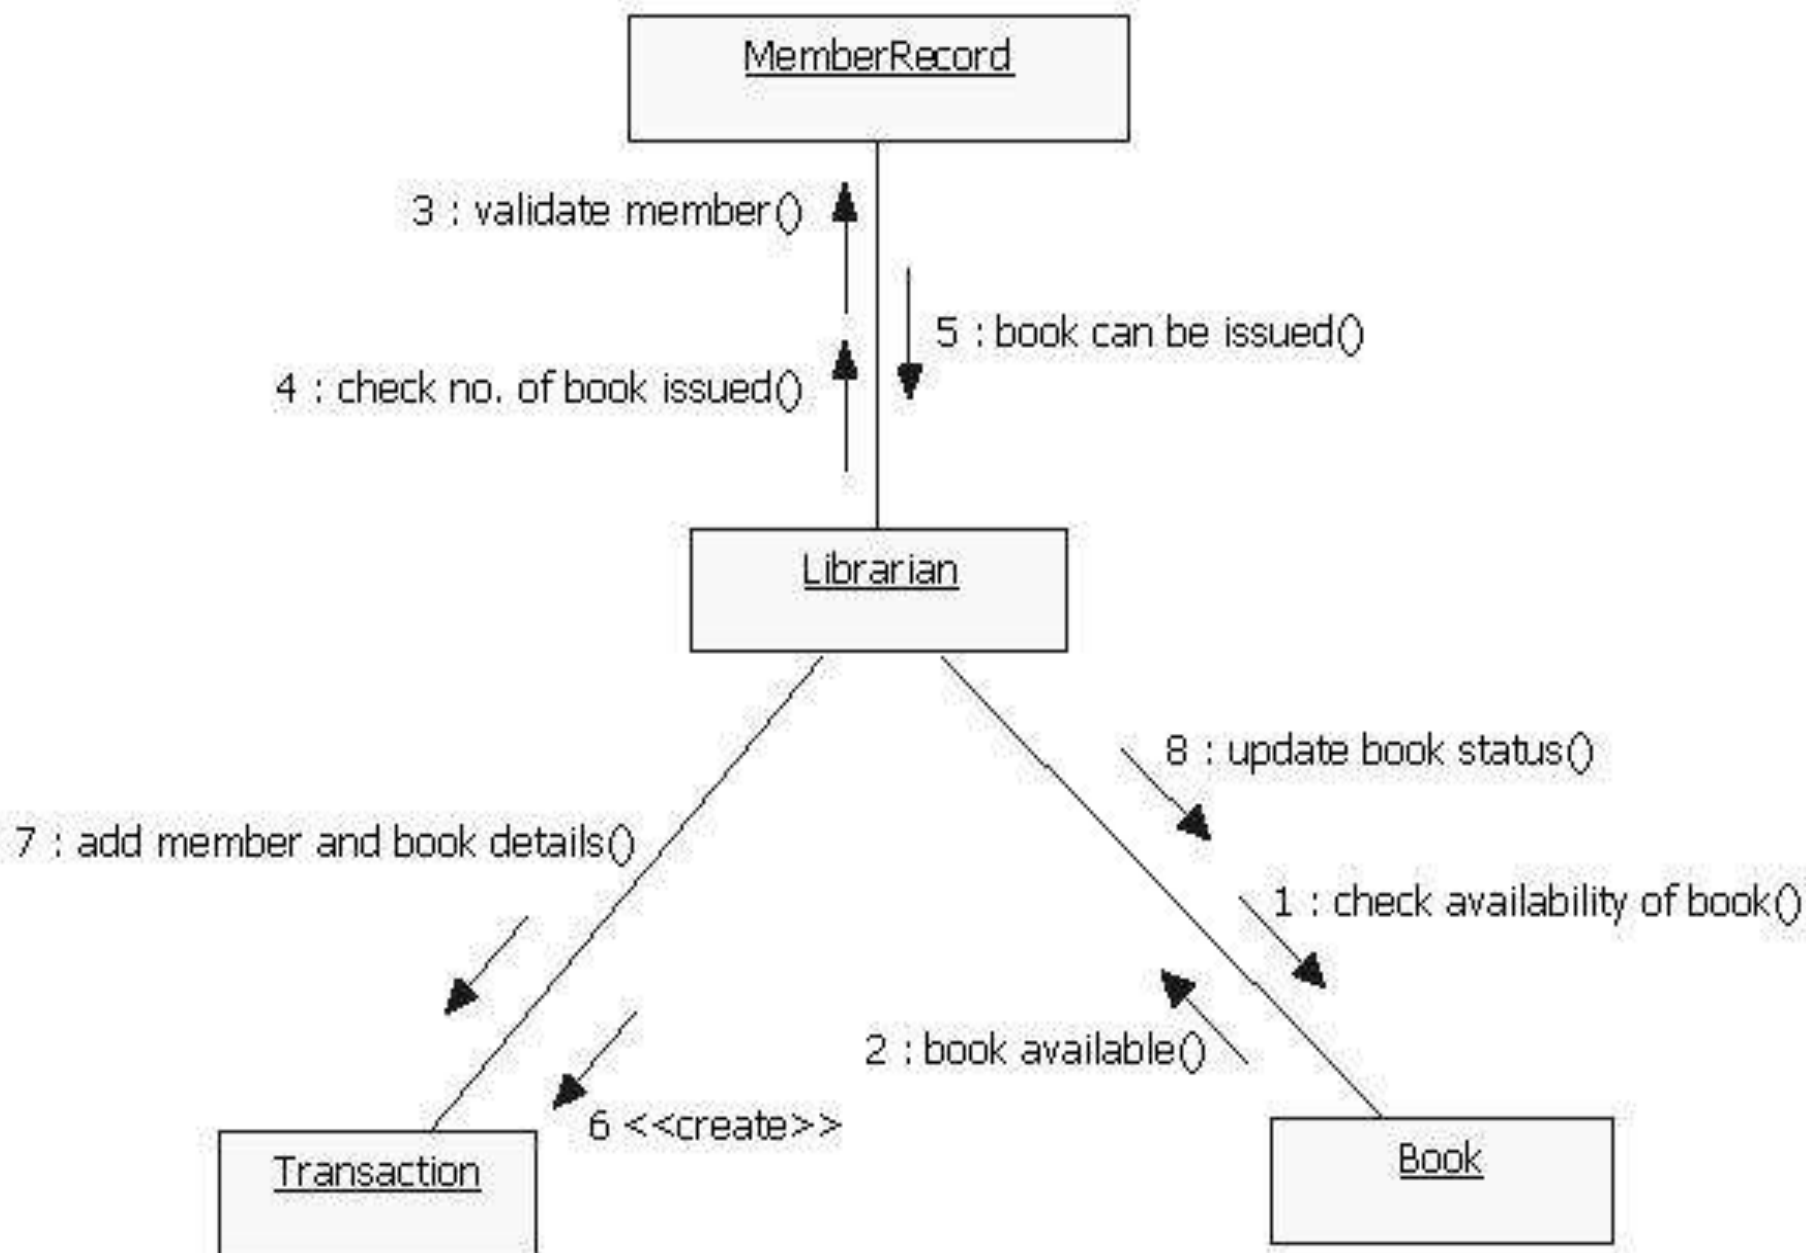 MemberRecord
3 : validate member()
5 : book can be issued()
4 : check no. of book issued()
Librarian
8 : update book status()
7 : add member and book details()
1 : check availability of book()
2 : book available()
6 <<create>>
Transaction
Book